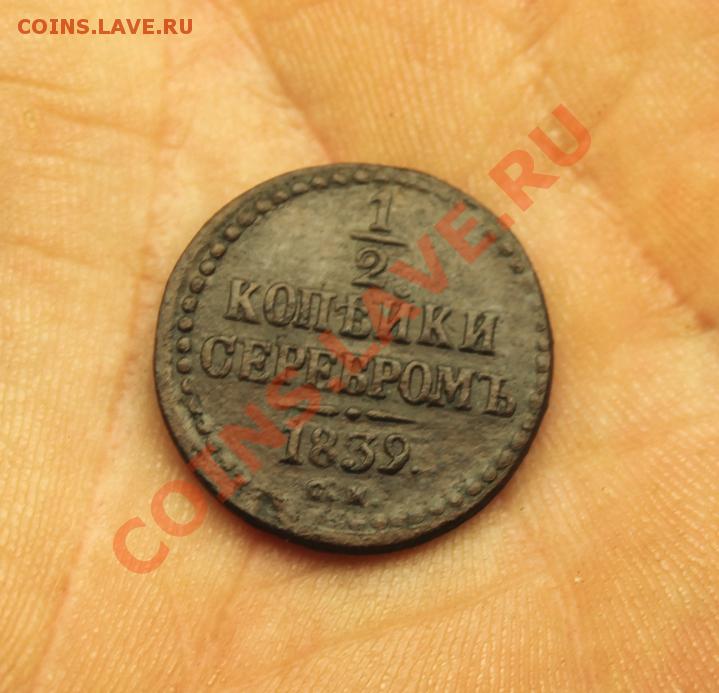 COINS.LAVE.RU
1
2
КОПѢЙКИ
СЕРЕБРОМЪ
1839.
С.М.
COINS.LAVE.RU